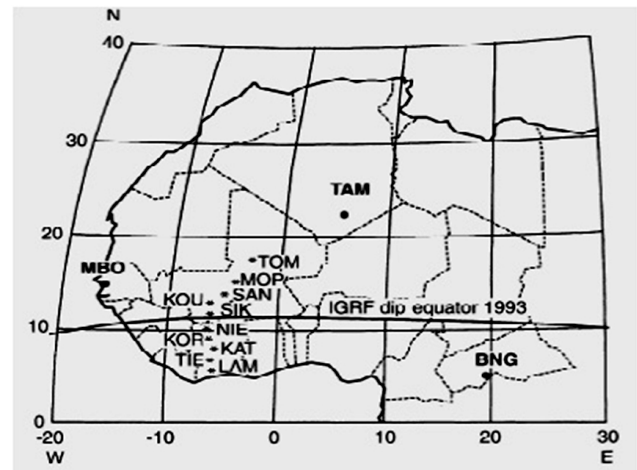 N
40
30
TAM
20
TOM
MBO
MOP
KOU
SAN
SIK
IGRF dip equator 1993
10
NIE
KOR
KAT
BNG
TIE
LAM
0
-20
-10
0
10
20
30
W
E